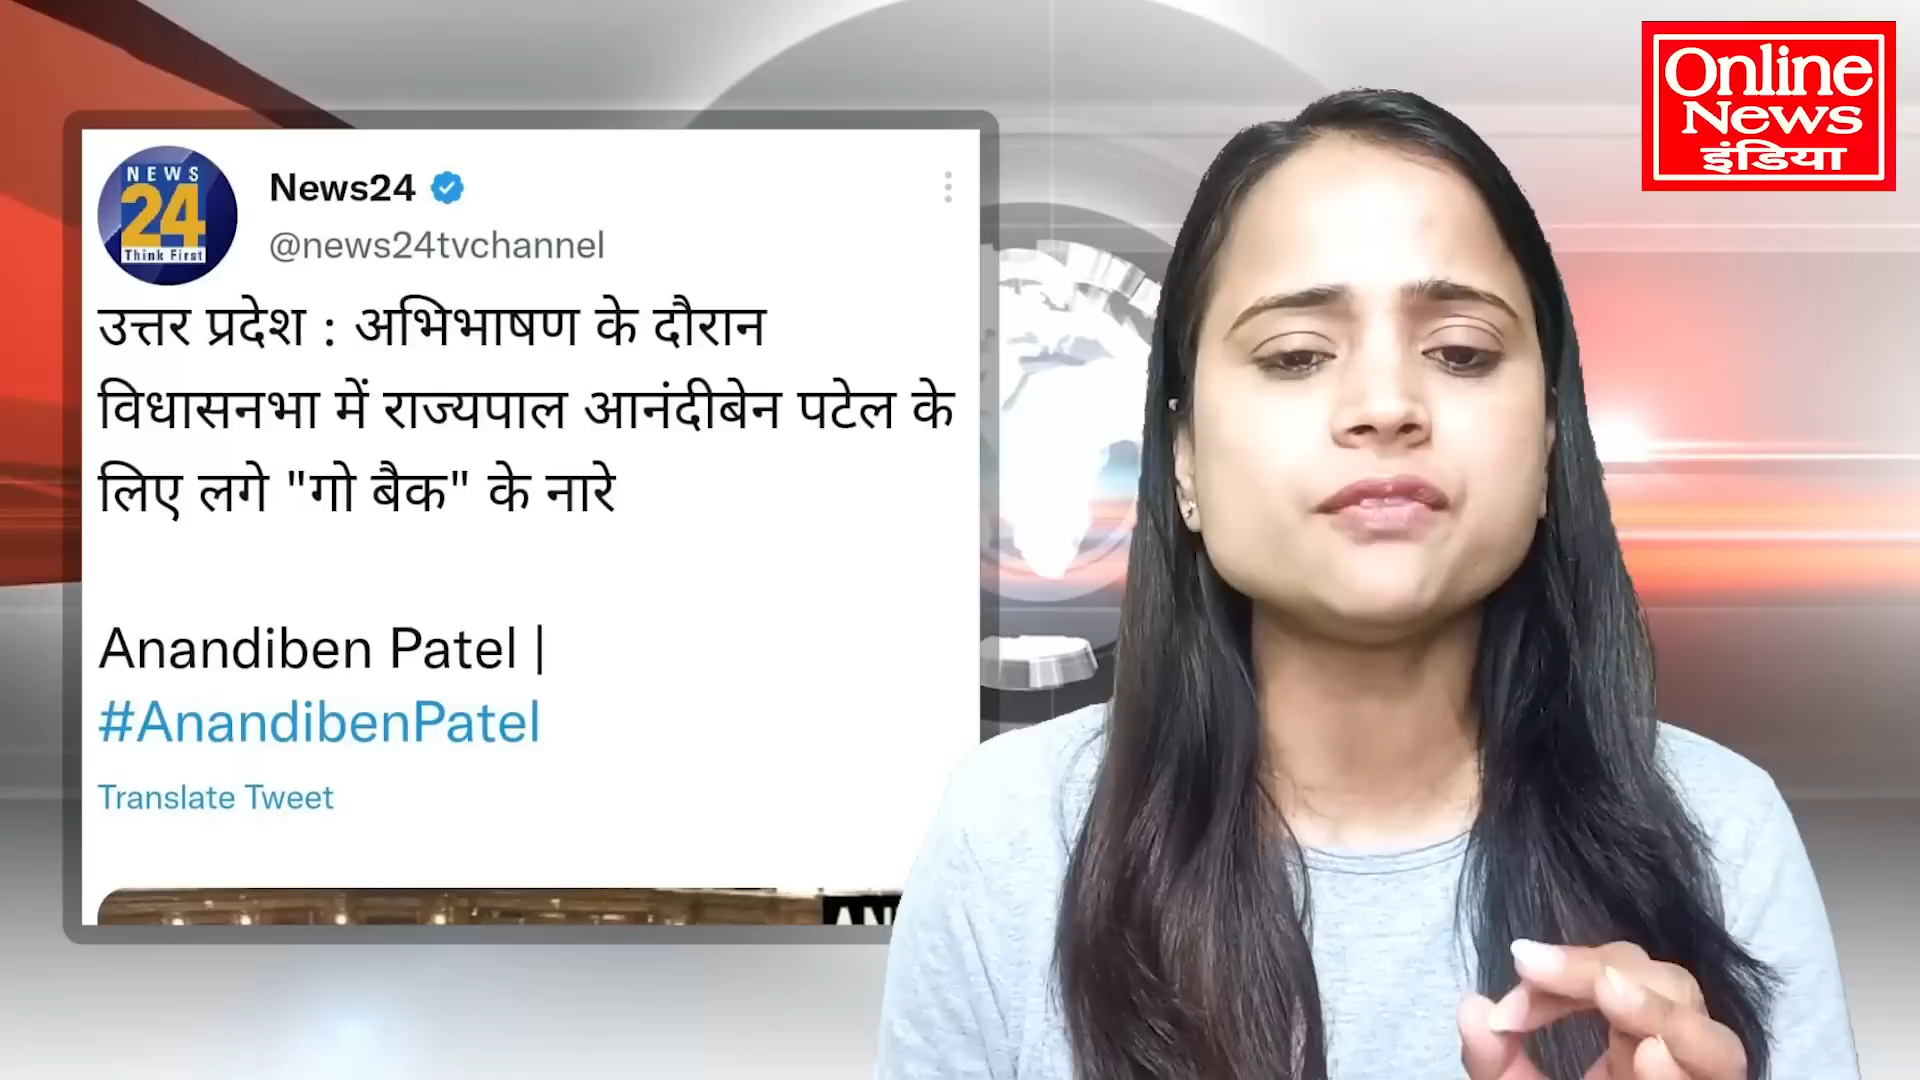 Online
News
इंडिया
NEWS
24
Think First
News24
@news24tvchannel
उत्तर प्रदेश : अभिभाषण के दौरान
विधासनभा में राज्यपाल आनंदीबेन पटेल के
लिए लगे "गो बैक" के नारे
Anandiben Patel |
#AnandibenPatel
Translate Tweet